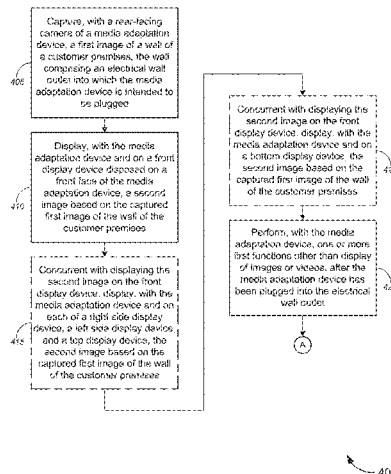 Capture, with a rear-facing
camera of a media adaptation
device, a first image of a wall of
a customer premises, the wall
comprising an electrical wall
outlet into which the media
adaptation device is intended to
be plugged
405
Display, with the media
adaptation device and on a front
display device disposed on a
front face of the media
adaptation device, a second
image based on the captured
first image of the wall of the
customer premises
410
Concurrent with displaying the
second image on the front
display device, display, with the
media adaptation device and on
each of a right side display
device, a left side display device,
and a top display device, the
second image based on the
captured first image of the wall
of the customer premises
415
Concurrent with displaying the
second image on the front
display device, display, with the
media adaptation device and on
a bottom display device, the
second image based on the
captured first image of the wall
of the customer premises
Perform, with the media
adaptation device, one or more
first functions other than display
of images or videos, after the
media adaptation device has
been plugged into the electrical
wall outlet
A